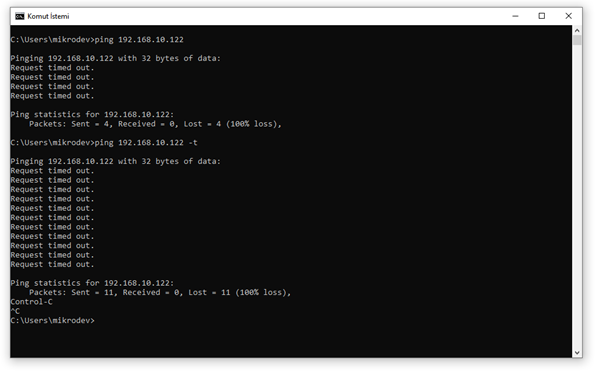 Komut İstemi
C:\Users\mikrodev>ping 192.168.10.122
Pinging 192.168.10.122 with 32 bytes of data:
Request timed out.
Request timed out.
Request timed out.
Request timed out.
Ping statistics for 192.168.10.122:
    Packets: Sent = 4, Received = 0, Lost = 4 (100% loss),
C:\Users\mikrodev>ping 192.168.10.122 -t
Pinging 192.168.10.122 with 32 bytes of data:
Request timed out.
Request timed out.
Request timed out.
Request timed out.
Request timed out.
Request timed out.
Request timed out.
Request timed out.
Request timed out.
Request timed out.
Request timed out.
Ping statistics for 192.168.10.122:
    Packets: Sent = 11, Received = 0, Lost = 11 (100% loss),
Control-C
^C
C:\Users\mikrodev>